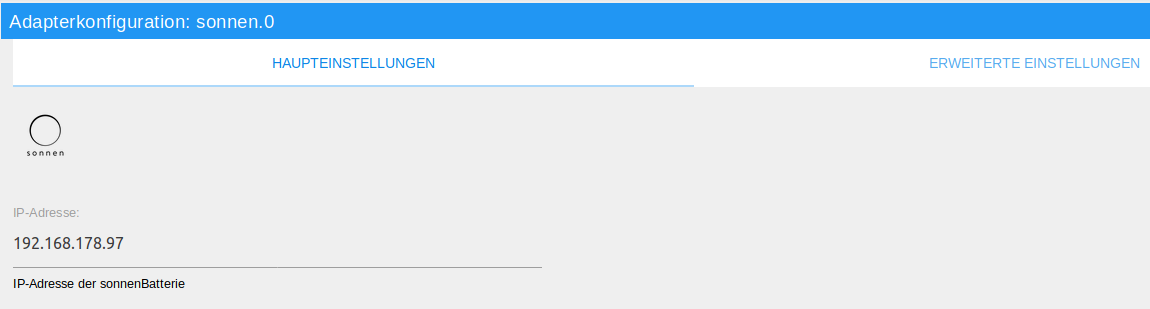 Adapterkonfiguration: sonnen.0
HAUPTEINSTELLUNGEN
ERWEITERTE EINSTELLUNGEN
sonnen
IP-Adresse:
192.168.178.97
IP-Adresse der sonnenBatterie